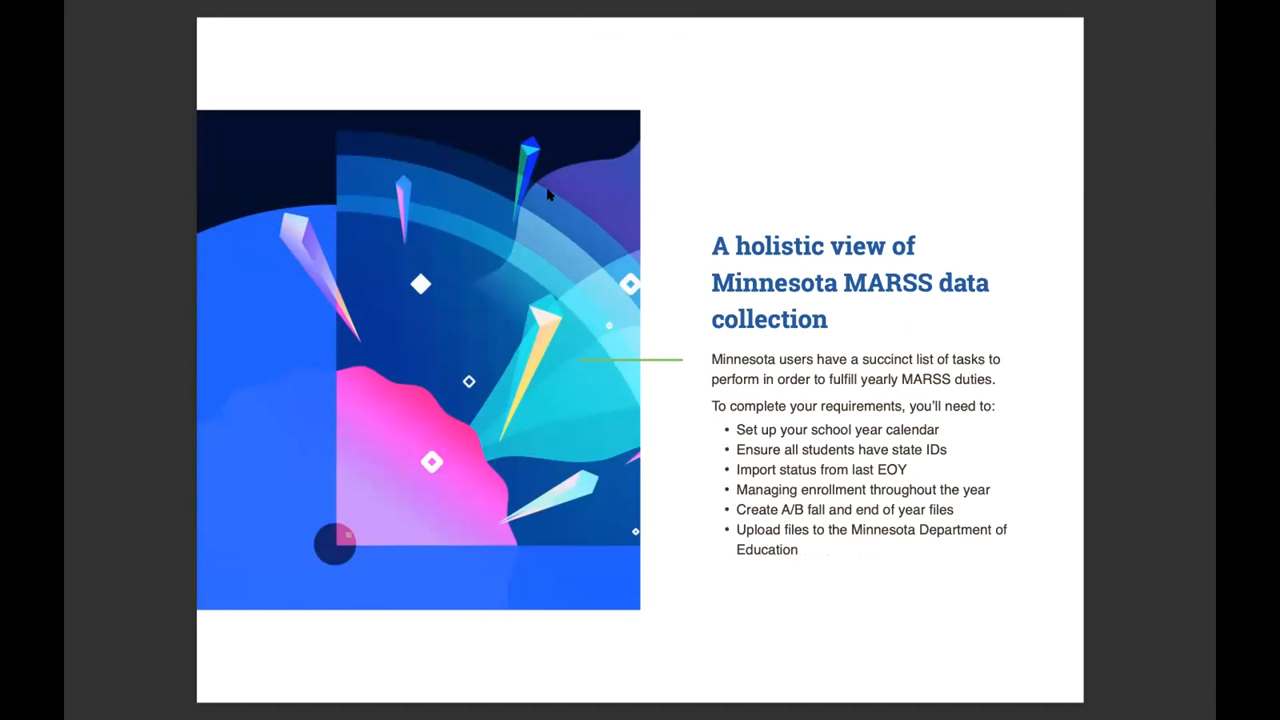 A holistic view of
Minnesota MARSS data
collection
Minnesota users have a succinct list of tasks to
perform in order to fulfill yearly MARSS duties.
To complete your requirements, you'll need to:
• Set up your school year calendar
• Ensure all students have state IDs
• Import status from last EOY
• Managing enrollment throughout the year
• Create A/B fall and end of year files
• Upload files to the Minnesota Department of
Education